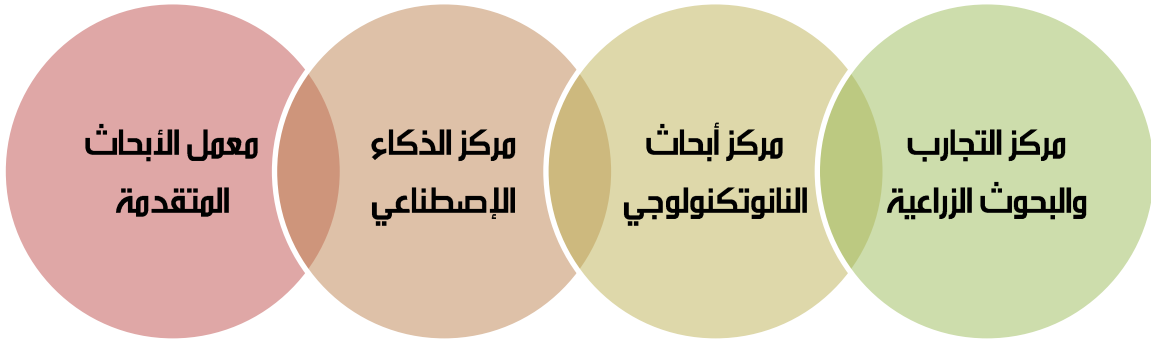 مركز التجارب
والبحوث الزراعية
مركز أبحاث
النانوتكنولوجي
مركز الذكاء
الإصطناعي
معمل الأبحاث
المتقدمة